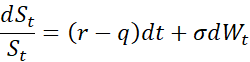 dS_t/S_t = (r − q)dt + σdW_t